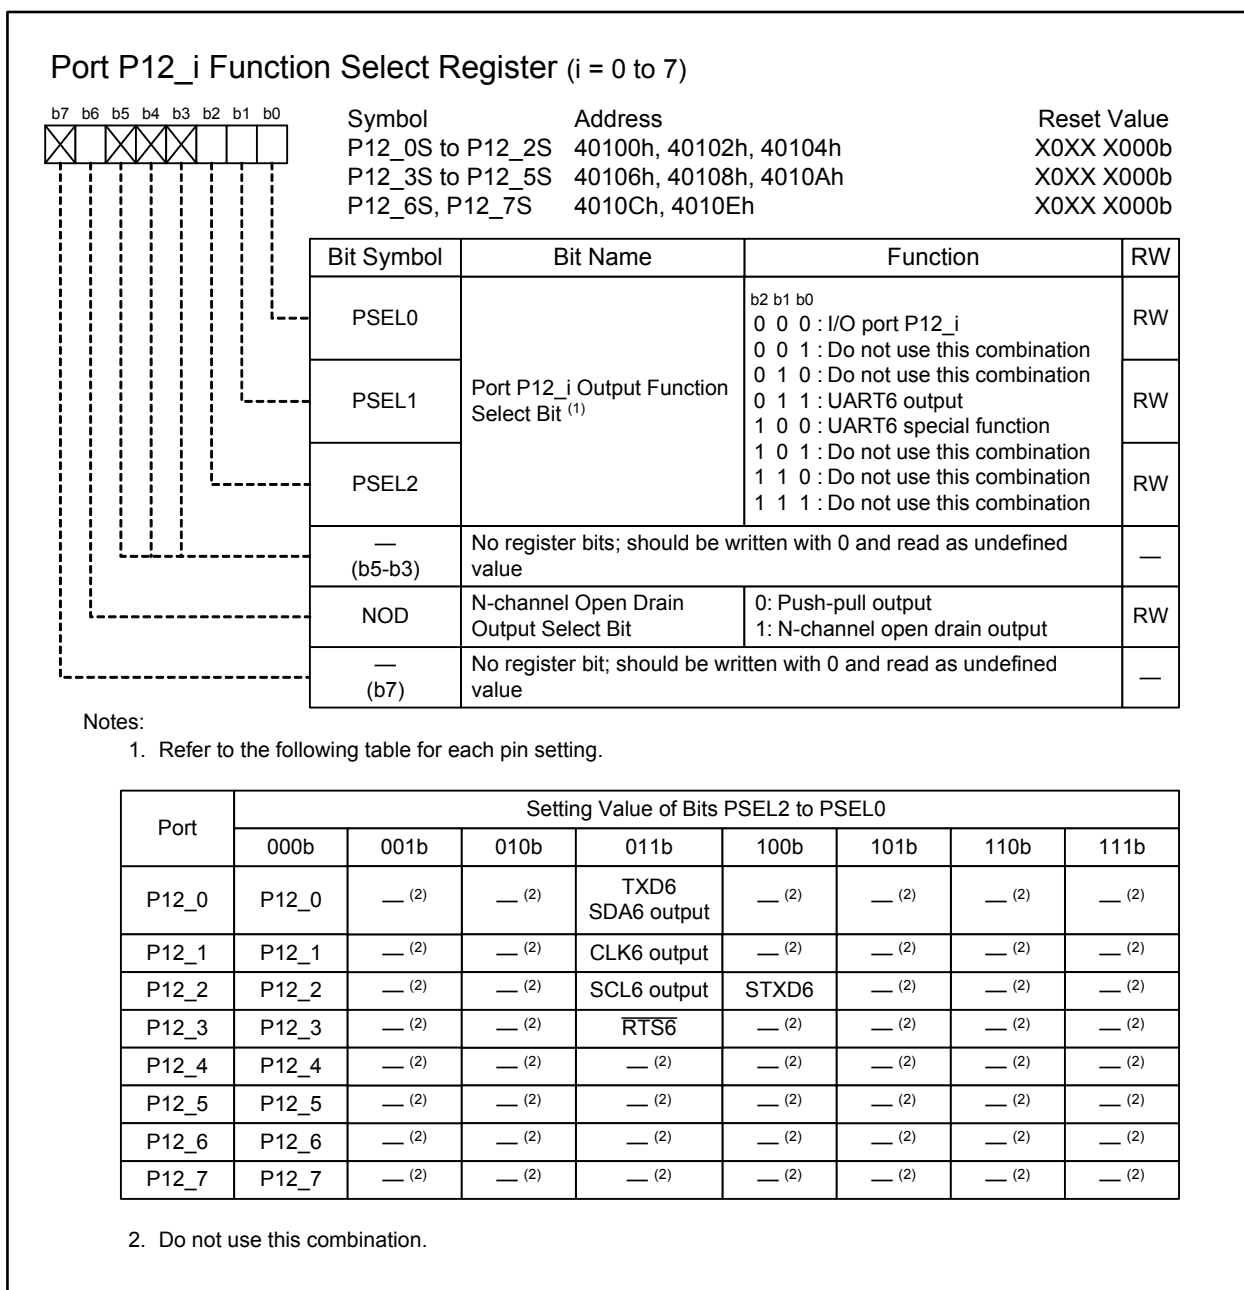 Port P12_i Function Select Register (i = 0 to 7)
b7 b6 b5 b4 b3 b2 b1 b0
Symbol Address Reset Value
P12_0S to P12_2S 40100h, 40102h, 40104h X0XX X000b
P12_3S to P12_5S 40106h, 40108h, 4010Ah X0XX X000b
P12_6S, P12_7S 4010Ch, 4010Eh X0XX X000b
Bit Symbol Bit Name Function RW
PSEL0
PSEL1
PSEL2
Port P12_i Output Function
Select Bit (1)
b2 b1 b0
0 0 0 : I/O port P12_i
0 0 1 : Do not use this combination
0 1 0 : Do not use this combination
0 1 1 : UART6 output
1 0 0 : UART6 special function
1 0 1 : Do not use this combination
1 1 0 : Do not use this combination
1 1 1 : Do not use this combination
RW
RW
RW
—
(b5-b3)
No register bits; should be written with 0 and read as undefined
value
—
NOD
N-channel Open Drain
Output Select Bit
0: Push-pull output
1: N-channel open drain output
RW
—
(b7)
No register bit; should be written with 0 and read as undefined
value
—
Notes:
1. Refer to the following table for each pin setting.
Port
Setting Value of Bits PSEL2 to PSEL0
000b 001b 010b 011b 100b 101b 110b 111b
P12_0 P12_0 — (2) — (2) TXD6
SDA6 output — (2) — (2) — (2) — (2)
P12_1 P12_1 — (2) — (2) CLK6 output — (2) — (2) — (2) — (2)
P12_2 P12_2 — (2) — (2) SCL6 output STXD6 — (2) — (2) — (2)
P12_3 P12_3 — (2) — (2) RTS6 — (2) — (2) — (2) — (2)
P12_4 P12_4 — (2) — (2) — (2) — (2) — (2) — (2) — (2)
P12_5 P12_5 — (2) — (2) — (2) — (2) — (2) — (2) — (2)
P12_6 P12_6 — (2) — (2) — (2) — (2) — (2) — (2) — (2)
P12_7 P12_7 — (2) — (2) — (2) — (2) — (2) — (2) — (2)
2. Do not use this combination.